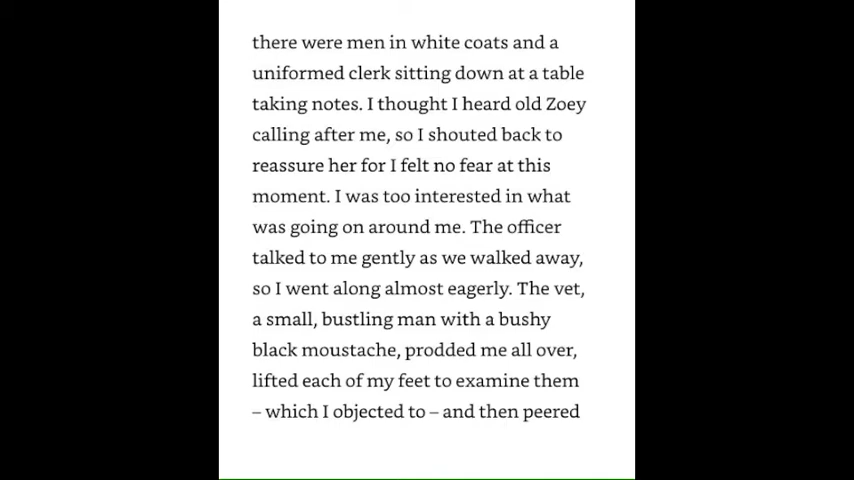 there were men in white coats and a
uniformed clerk sitting down at a table
taking notes. I thought I heard old Zoey
calling after me, so I shouted back to
reassure her for I felt no fear at this
moment. I was too interested in what
was going on around me. The officer
talked to me gently as we walked away,
so I went along almost eagerly. The vet,
a small, bustling man with a bushy
black moustache, prodded me all over,
lifted each of my feet to examine them
– which I objected to – and then peered